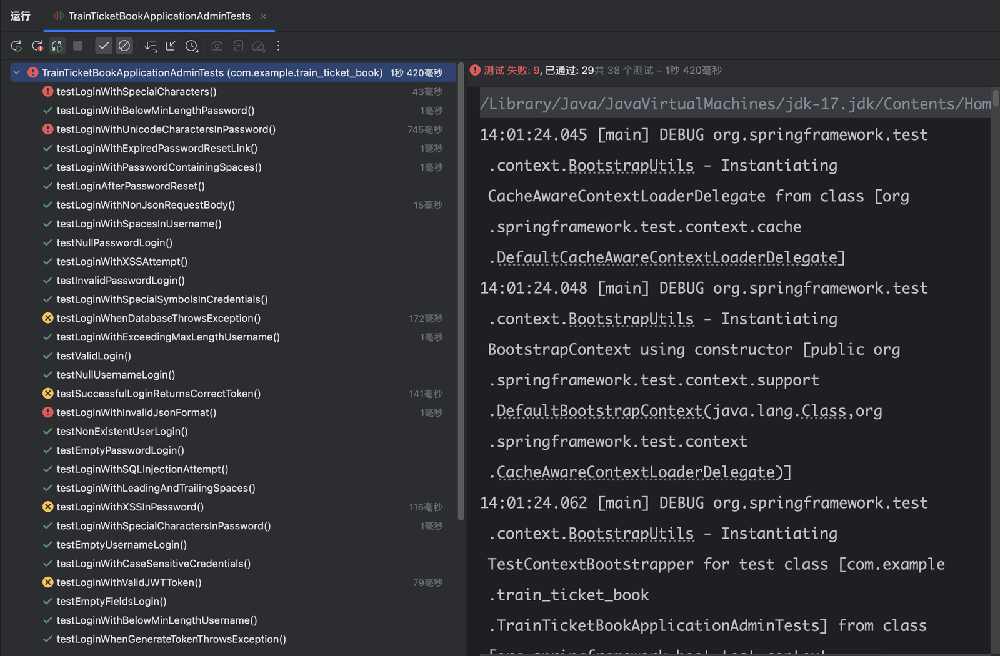 运行
TrainTicketBookApplicationAdminTests
TrainTicketBookApplicationAdminTests (com.example.train_ticket_book) 1秒 420毫秒
testLoginWithSpecialCharacters() 43毫秒
testLoginWithBelowMinLengthPassword() 1毫秒
testLoginWithUnicodeCharactersInPassword() 745毫秒
testLoginWithExpiredPasswordResetLink() 1毫秒
testLoginWithPasswordContainingSpaces() 1毫秒
testLoginAfterPasswordReset()
testLoginWithNonJsonRequestBody() 15毫秒
testLoginWithSpacesInUsername()
testNullPasswordLogin()
testLoginWithXSSAttempt()
testInvalidPasswordLogin()
testLoginWithSpecialSymbolsInCredentials()
testLoginWhenDatabaseThrowsException() 172毫秒
testLoginWithExceedingMaxLengthUsername() 1毫秒
testValidLogin()
testNullUsernameLogin()
testSuccessfulLoginReturnsCorrectToken() 141毫秒
testLoginWithInvalidJsonFormat() 1毫秒
testNonExistentUserLogin()
testEmptyPasswordLogin()
testLoginWithSQLInjectionAttempt()
testLoginWithLeadingAndTrailingSpaces()
testLoginWithXSSInPassword() 116毫秒
testLoginWithSpecialCharactersInPassword() 1毫秒
testEmptyUsernameLogin()
testLoginWithCaseSensitiveCredentials()
testLoginWithValidJWTToken() 79毫秒
testEmptyFieldsLogin()
testLoginWithBelowMinLengthUsername()
testLoginWhenGenerateTokenThrowsException()
测试 失败: 9, 已通过: 29共 38 个测试 – 1秒 420毫秒
/Library/Java/JavaVirtualMachines/jdk-17.jdk/Contents/Hom
14:01:24.045 [main] DEBUG org.springframework.test
.context.BootstrapUtils - Instantiating
CacheAwareContextLoaderDelegate from class [org
.springframework.test.context.cache
.DefaultCacheAwareContextLoaderDelegate]
14:01:24.048 [main] DEBUG org.springframework.test
.context.BootstrapUtils - Instantiating
BootstrapContext using constructor [public org
.springframework.test.context.support
.DefaultBootstrapContext(java.lang.Class,org
.springframework.test.context
.CacheAwareContextLoaderDelegate)]
14:01:24.062 [main] DEBUG org.springframework.test
.context.BootstrapUtils - Instantiating
TestContextBootstrapper for test class [com.example
.train_ticket_book
.TrainTicketBookApplicationAdminTests] from class